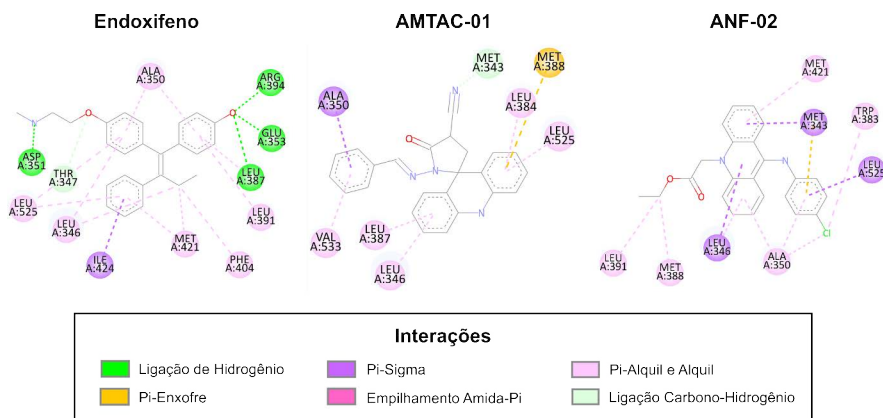 Endoxifeno
ALA
A:350
ARG
A:394
GLU
A:353
N
O
O
ASP
A:351
THR
A:347
LEU
A:387
LEU
A:525
LEU
A:346
LEU
A:391
MET
A:421
ILE
A:424
PHE
A:404
AMTAC-01
MET
A:343
MET
A:388
N
ALA
A:350
LEU
A:384
O
LEU
A:525
N
N
VAL
A:533
LEU
A:387
N
LEU
A:346
ANF-02
MET
A:421
TRP
A:383
MET
A:343
N
N
LEU
A:525
O
O
Cl
LEU
A:346
LEU
A:391
MET
A:388
ALA
A:350
Interações
Ligação de Hidrogênio
Pi-Sigma
Pi-Alquil e Alquil
Pi-Enxofre
Empilhamento Amida-Pi
Ligação Carbono-Hidrogênio